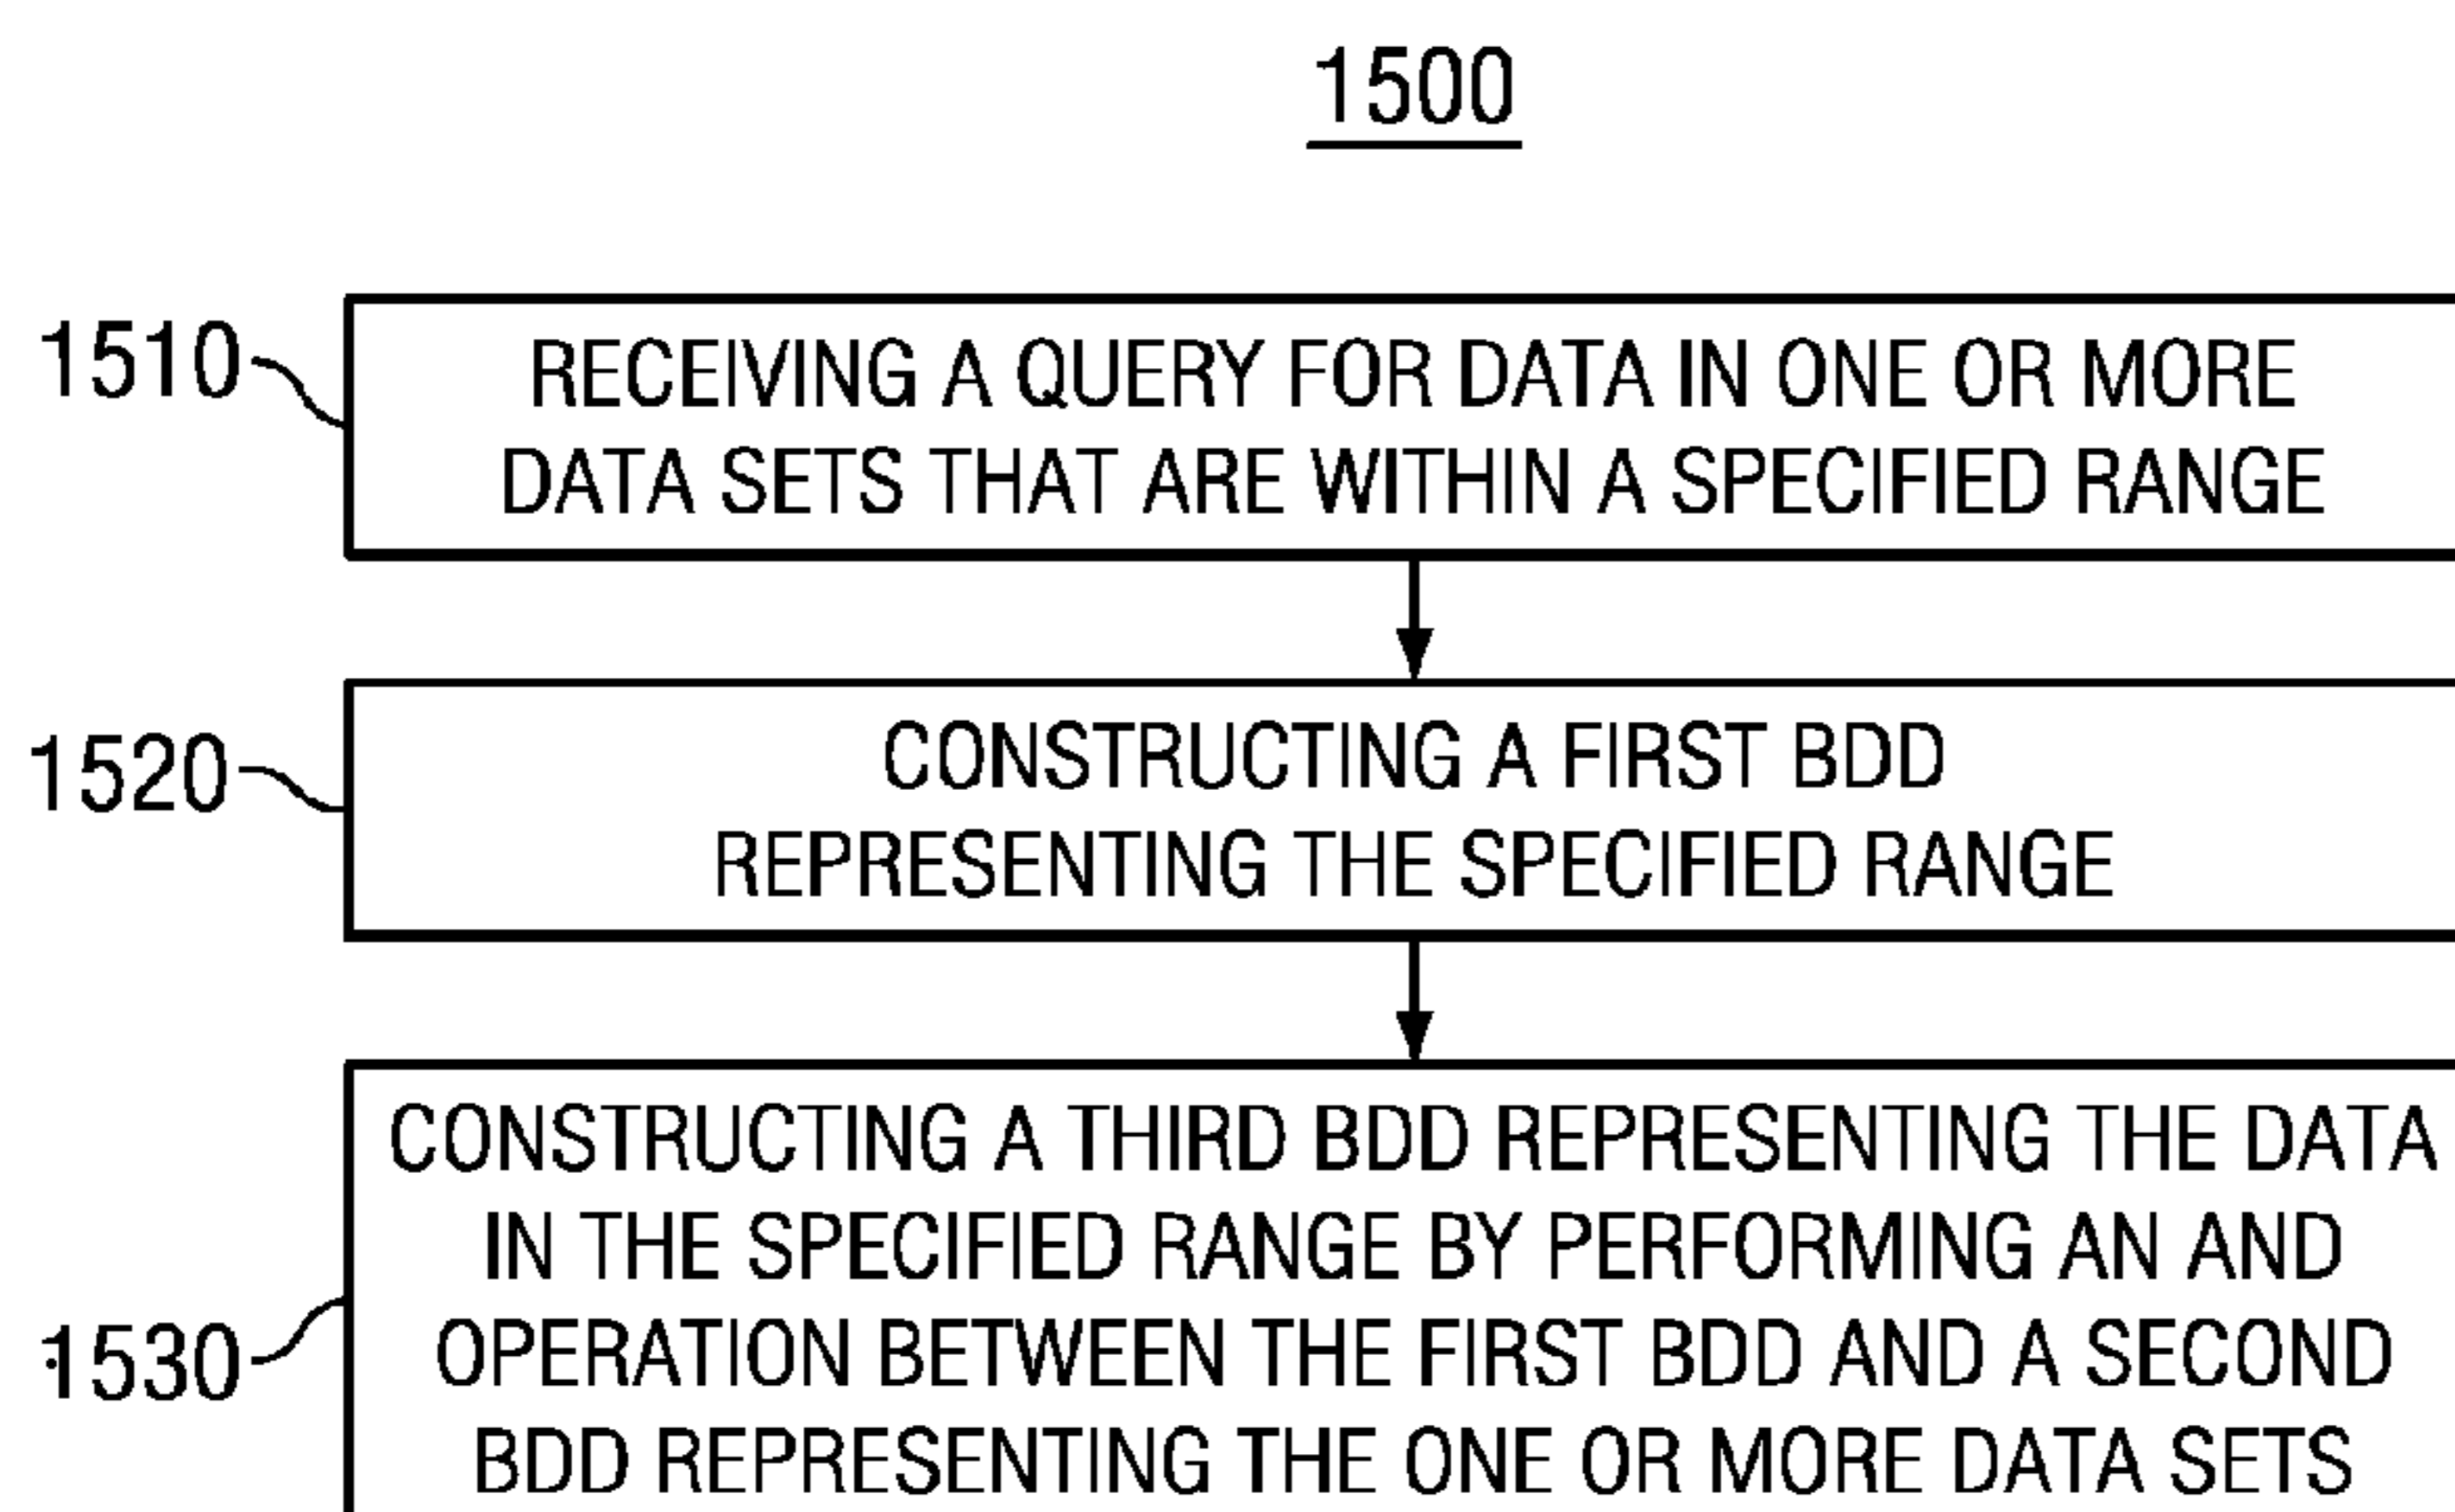 1500
1510
RECEIVING A QUERY FOR DATA IN ONE OR MORE
DATA SETS THAT ARE WITHIN A SPECIFIED RANGE
1520
CONSTRUCTING A FIRST BDD
REPRESENTING THE SPECIFIED RANGE
1530
CONSTRUCTING A THIRD BDD REPRESENTING THE DATA
IN THE SPECIFIED RANGE BY PERFORMING AN AND
OPERATION BETWEEN THE FIRST BDD AND A SECOND
BDD REPRESENTING THE ONE OR MORE DATA SETS